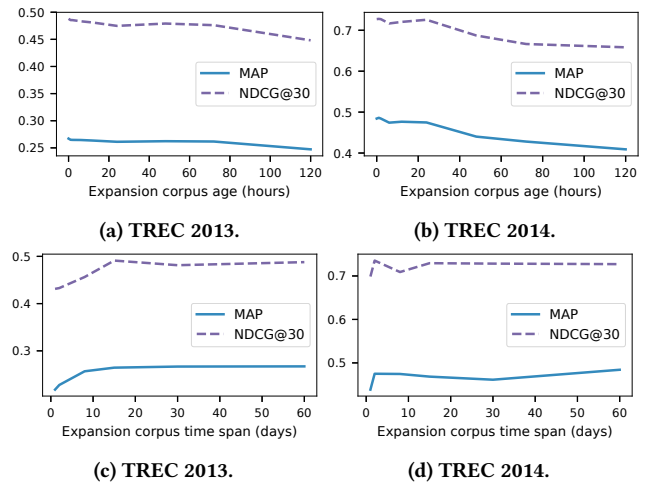 0.50
0.45
0.40
0.35
0.30
0.25
MAP
NDCG@30
0 20 40 60 80 100 120
Expansion corpus age (hours)
(a) TREC 2013.
0.7
0.6
0.5
0.4
MAP
NDCG@30
0 20 40 60 80 100 120
Expansion corpus age (hours)
(b) TREC 2014.
0.5
0.4
0.3
MAP
NDCG@30
0 10 20 30 40 50 60
Expansion corpus time span (days)
(c) TREC 2013.
0.7
0.6
0.5
MAP
NDCG@30
0 10 20 30 40 50 60
Expansion corpus time span (days)
(d) TREC 2014.